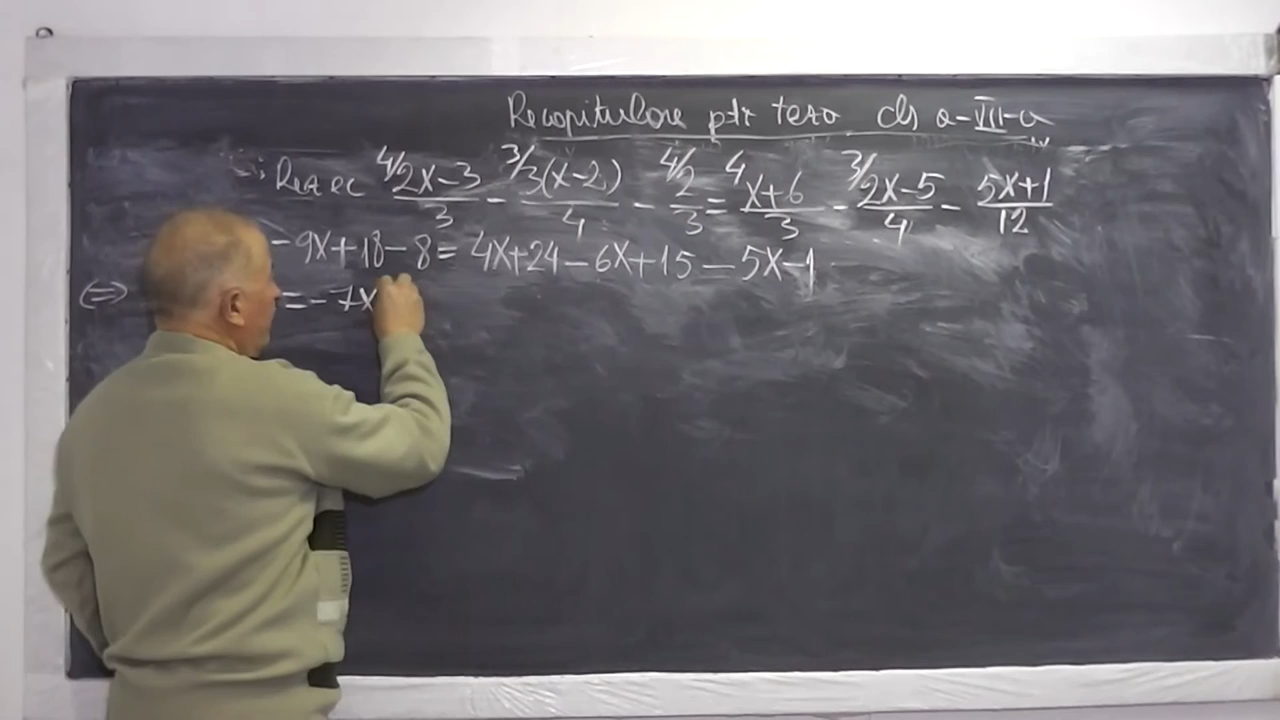 Recapitulare ptr teza cls a-VII-a
Rez ec 4/ 2x-3/3 - 3/ 3(x-2)/4 - 4/ 2/3 = 4 x+6/3 - 3/ 2x-5/4 - 5x+1/12
-9x+18-8= 4x+24-6x+15-5x-1
(=) =-7x